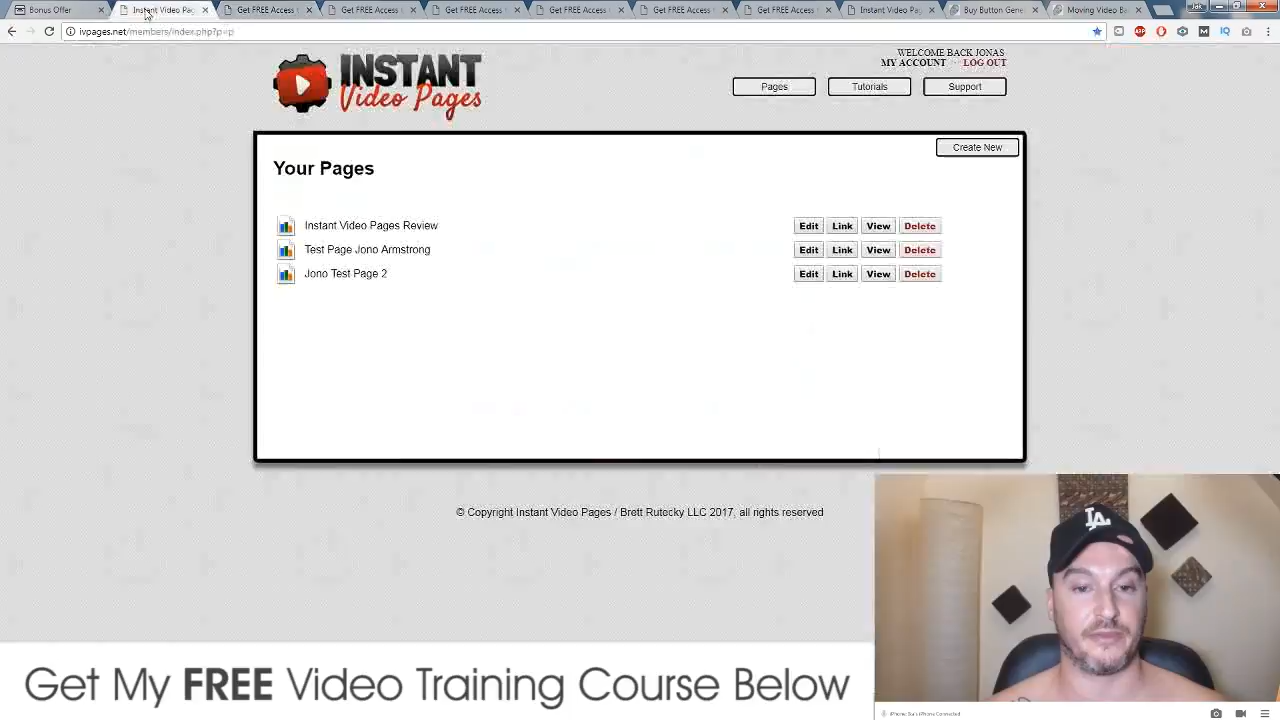 Bonus Offer
Instant Video Pag
Get FREE Access
Get FREE Access
Get FREE Access
Get FREE Access
Get FREE Access
Get FREE Access
Instant Video Pag
Buy Button Gene
Moving Video Ba
Jak
ivpages.net/members/index.php?p=p
INSTANT
Video Pages
WELCOME BACK JONAS
MY ACCOUNT LOG OUT
Pages Tutorials Support
Create New
Your Pages
Instant Video Pages Review Edit Link View Delete
Test Page Jono Armstrong Edit Link View Delete
Jono Test Page 2 Edit Link View Delete
© Copyright Instant Video Pages / Brett Rutecky LLC 2017, all rights reserved
LA
Get My FREE Video Training Course Below